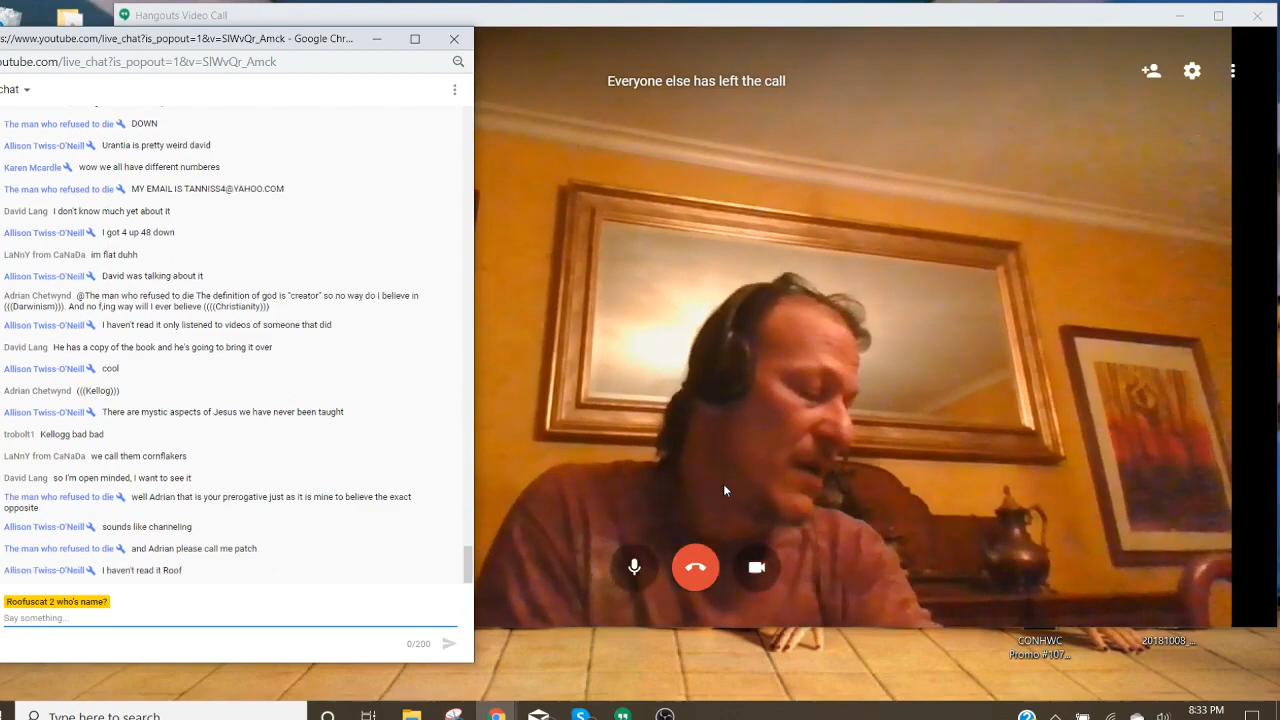 Hangouts Video Call
s://www.youtube.com/live_chat?is_popout=1&v=SlWvQr_Amck - Google Chr...
outube.com/live_chat?is_popout=1&v=SlWvQr_Amck
chat
The man who refused to die DOWN
Allison Twiss-O'Neill Urantia is pretty weird david
Karen Mcardle wow we all have different numberes
The man who refused to die MY EMAIL IS TANNISS4@YAHOO.COM
David Lang I don't know much yet about it
Allison Twiss-O'Neill I got 4 up 48 down
LaNnY from CaNaDa im flat duhh
Allison Twiss-O'Neill David was talking about it
Adrian Chetwynd @The man who refused to die The definition of god is "creator" so no way do i believe in
(((Darwinism))). And no f,ing way will I ever believe ((((Christianity)))
Allison Twiss-O'Neill I haven't read it only listened to videos of someone that did
David Lang He has a copy of the book and he's going to bring it over
Allison Twiss-O'Neill cool
Adrian Chetwynd (((Kellog)))
Allison Twiss-O'Neill There are mystic aspects of Jesus we have never been taught
trobolt1 Kellogg bad bad
LaNnY from CaNaDa we call them cornflakers
David Lang so I'm open minded, I want to see it
The man who refused to die well Adrian that is your prerogative just as it is mine to believe the exact
opposite
Allison Twiss-O'Neill sounds like channeling
The man who refused to die and Adrian please call me patch
Allison Twiss-O'Neill I haven't read it Roof
Roofuscat 2 who's name?
Say something...
0/200
Everyone else has left the call
CONHWC
Promo #107...
20181008_...
Type here to search
8:33 PM